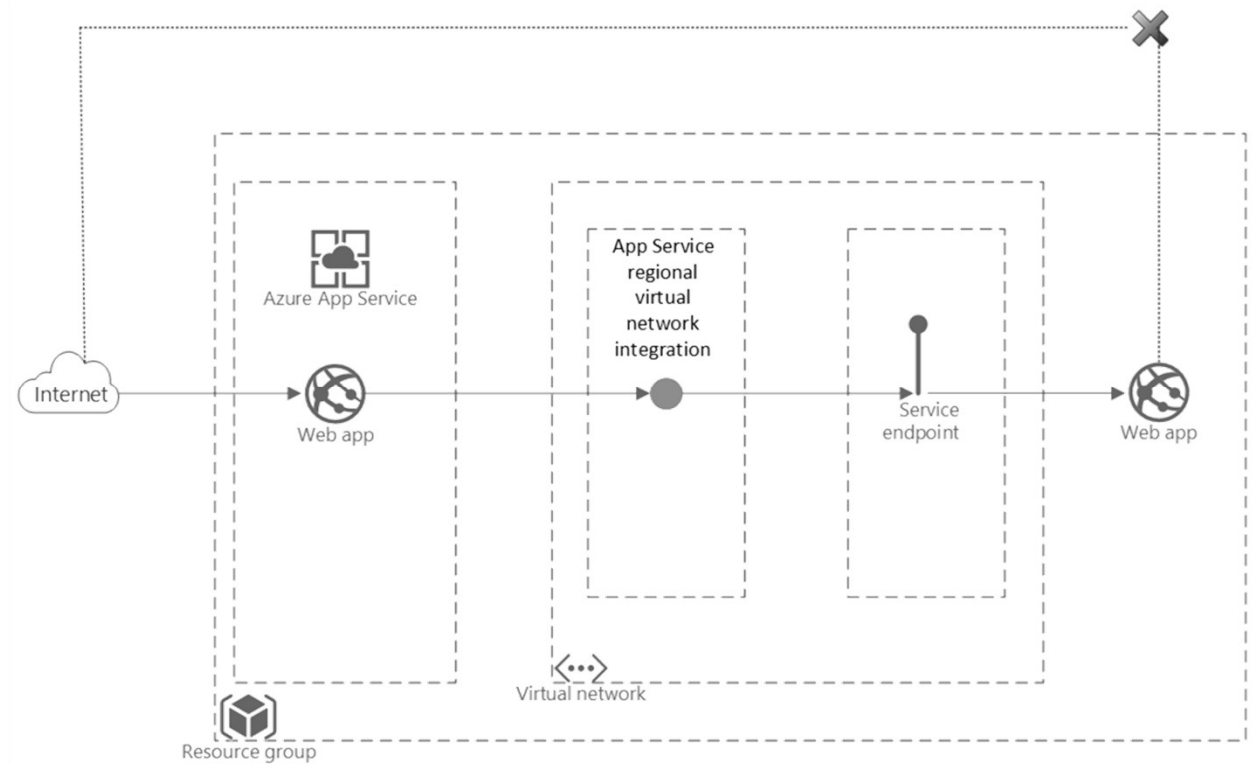 App Service
regional
virtual
network
integration
Azure App Service
Internet
Web app
Service
endpoint
Web app
Virtual network
Resource group